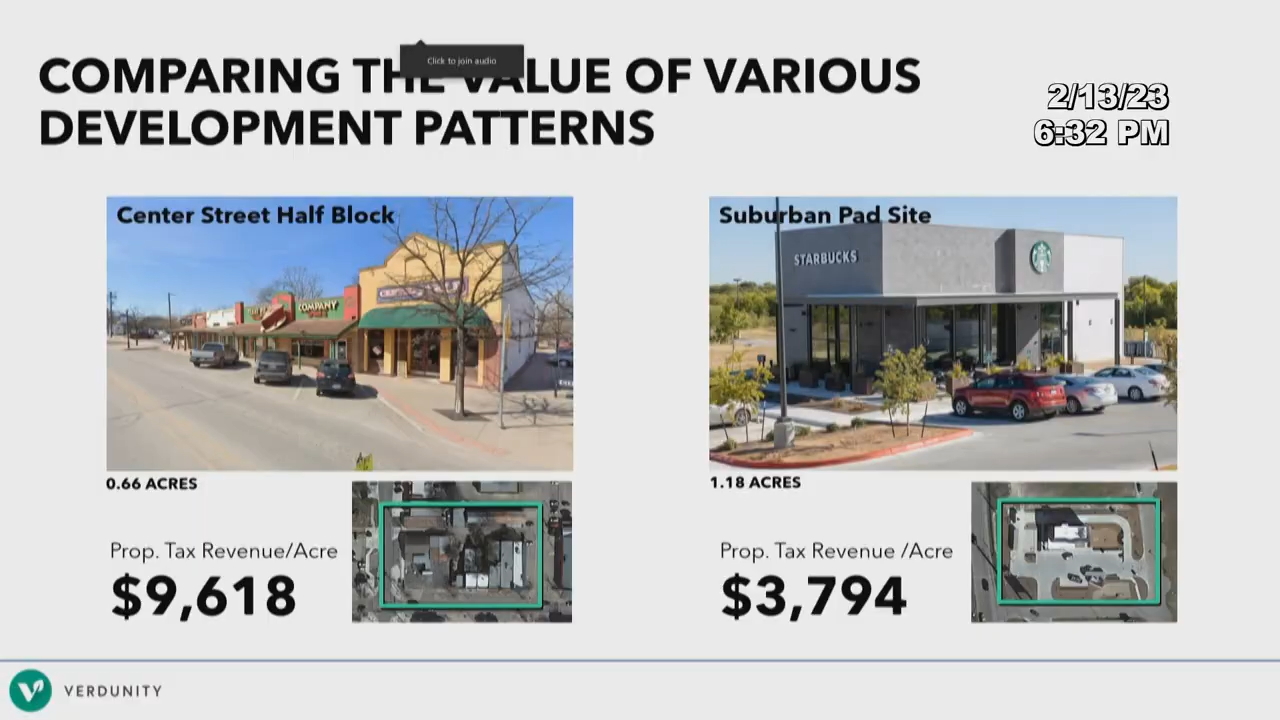 Click to join audio
COMPARING THE VALUE OF VARIOUS
DEVELOPMENT PATTERNS
2/13/23
6:32 PM
Center Street Half Block
COMPANY
Suburban Pad Site
STARBUCKS
0.66 ACRES
1.18 ACRES
Prop. Tax Revenue/Acre
$9,618
Prop. Tax Revenue /Acre
$3,794
VERDUNITY